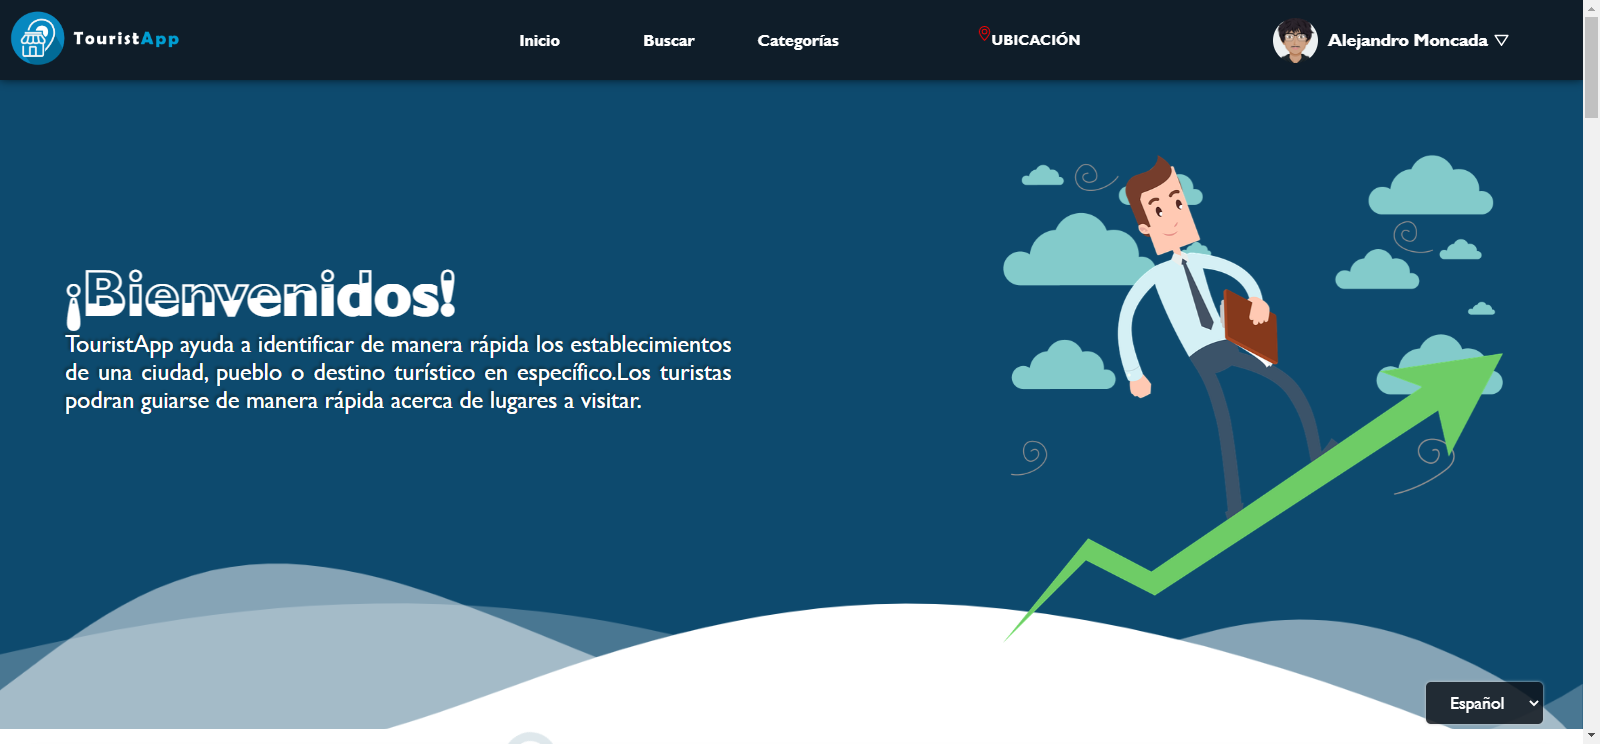 TouristApp
Inicio
Buscar
Categorías
UBICACIÓN
Alejandro Moncada
¡Bienvenidos!
TouristApp ayuda a identificar de manera rápida los establecimientos
de una ciudad, pueblo o destino turístico en específico.Los turistas
podran guiarse de manera rápida acerca de lugares a visitar.
Español